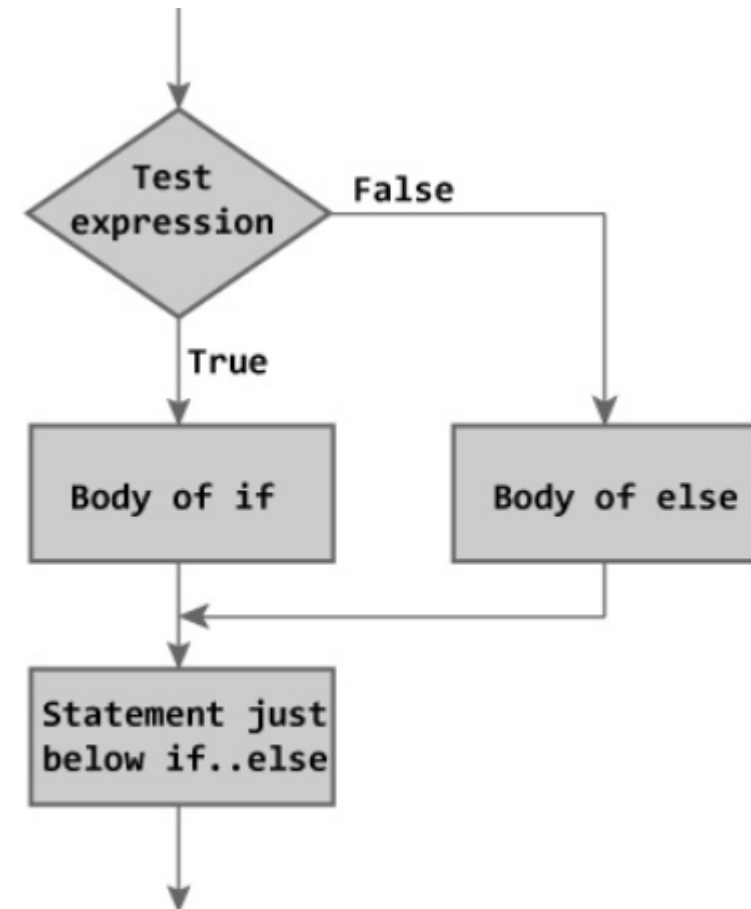 Test
expression
False
True
Body of if
Body of else
Statement just
below if..else